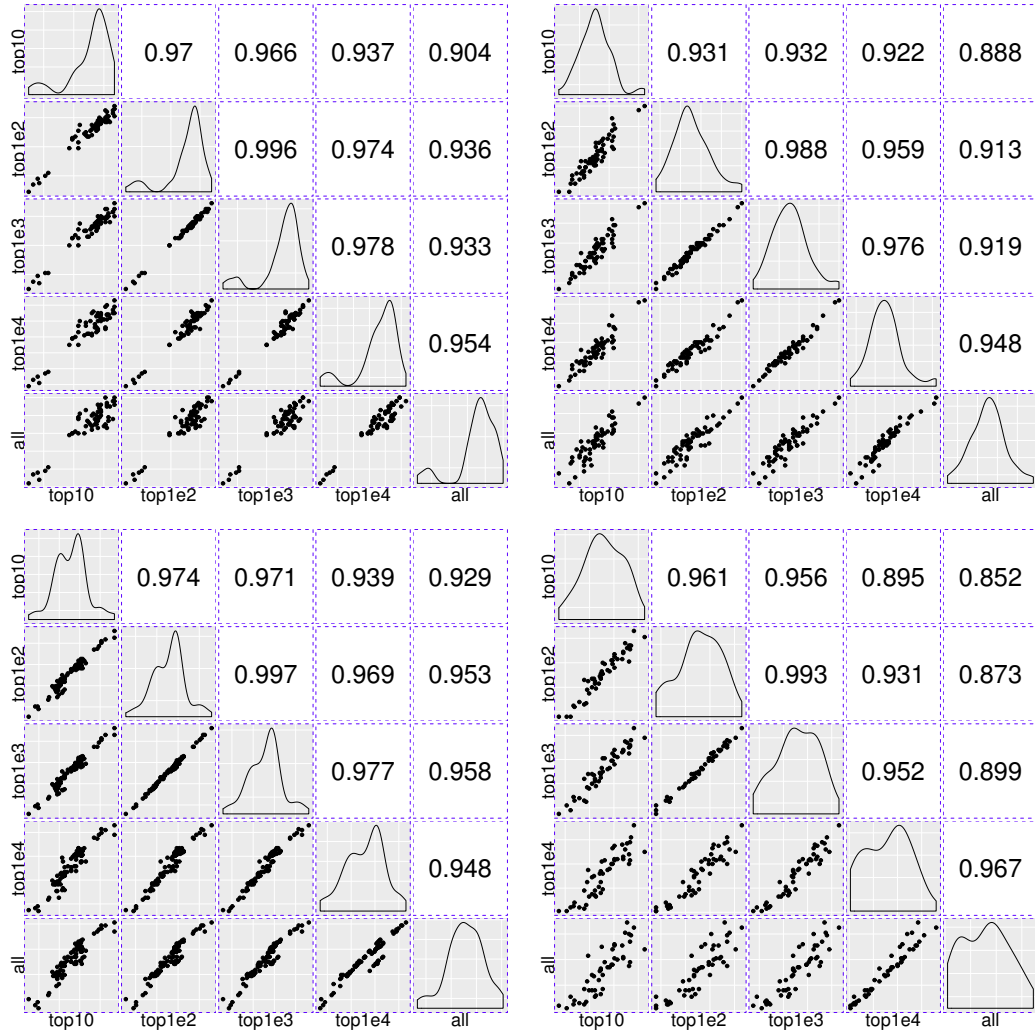 top10 0.97 0.966 0.937 0.904
top1e2 0.996 0.974 0.936
top1e3 0.978 0.933
top1e4 0.954
all
top10 top1e2 top1e3 top1e4 all
top10 0.931 0.932 0.922 0.888
top1e2 0.988 0.959 0.913
top1e3 0.976 0.919
top1e4 0.948
all
top10 top1e2 top1e3 top1e4 all
top10 0.974 0.971 0.939 0.929
top1e2 0.997 0.969 0.953
top1e3 0.977 0.958
top1e4 0.948
all
top10 top1e2 top1e3 top1e4 all
top10 0.961 0.956 0.895 0.852
top1e2 0.993 0.931 0.873
top1e3 0.952 0.899
top1e4 0.967
all
top10 top1e2 top1e3 top1e4 all